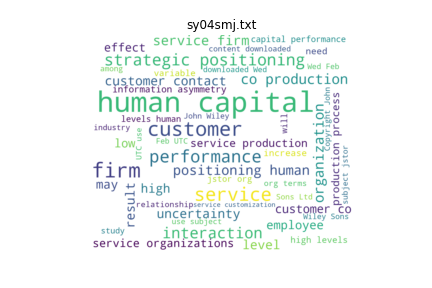 sy04smj.txt
service firm
capital performance
effect
content downloaded
need
strategic positioning
among
variable
downloaded Wed
Wed Feb
customer contact
co production
information asymmetry
human capital
levels human
John Wiley
will
copyright John
industry
customer
UTC use
Feb UTC
organization
production process
subject jstor
low
service production
performance
increase
firm
positioning human
jstor org
may
result
high
service
org terms
Sons Ltd
relationship
service customization
customer co
uncertainty
Wiley Sons
use subject
employee
study
interaction
service organizations
level
high levels